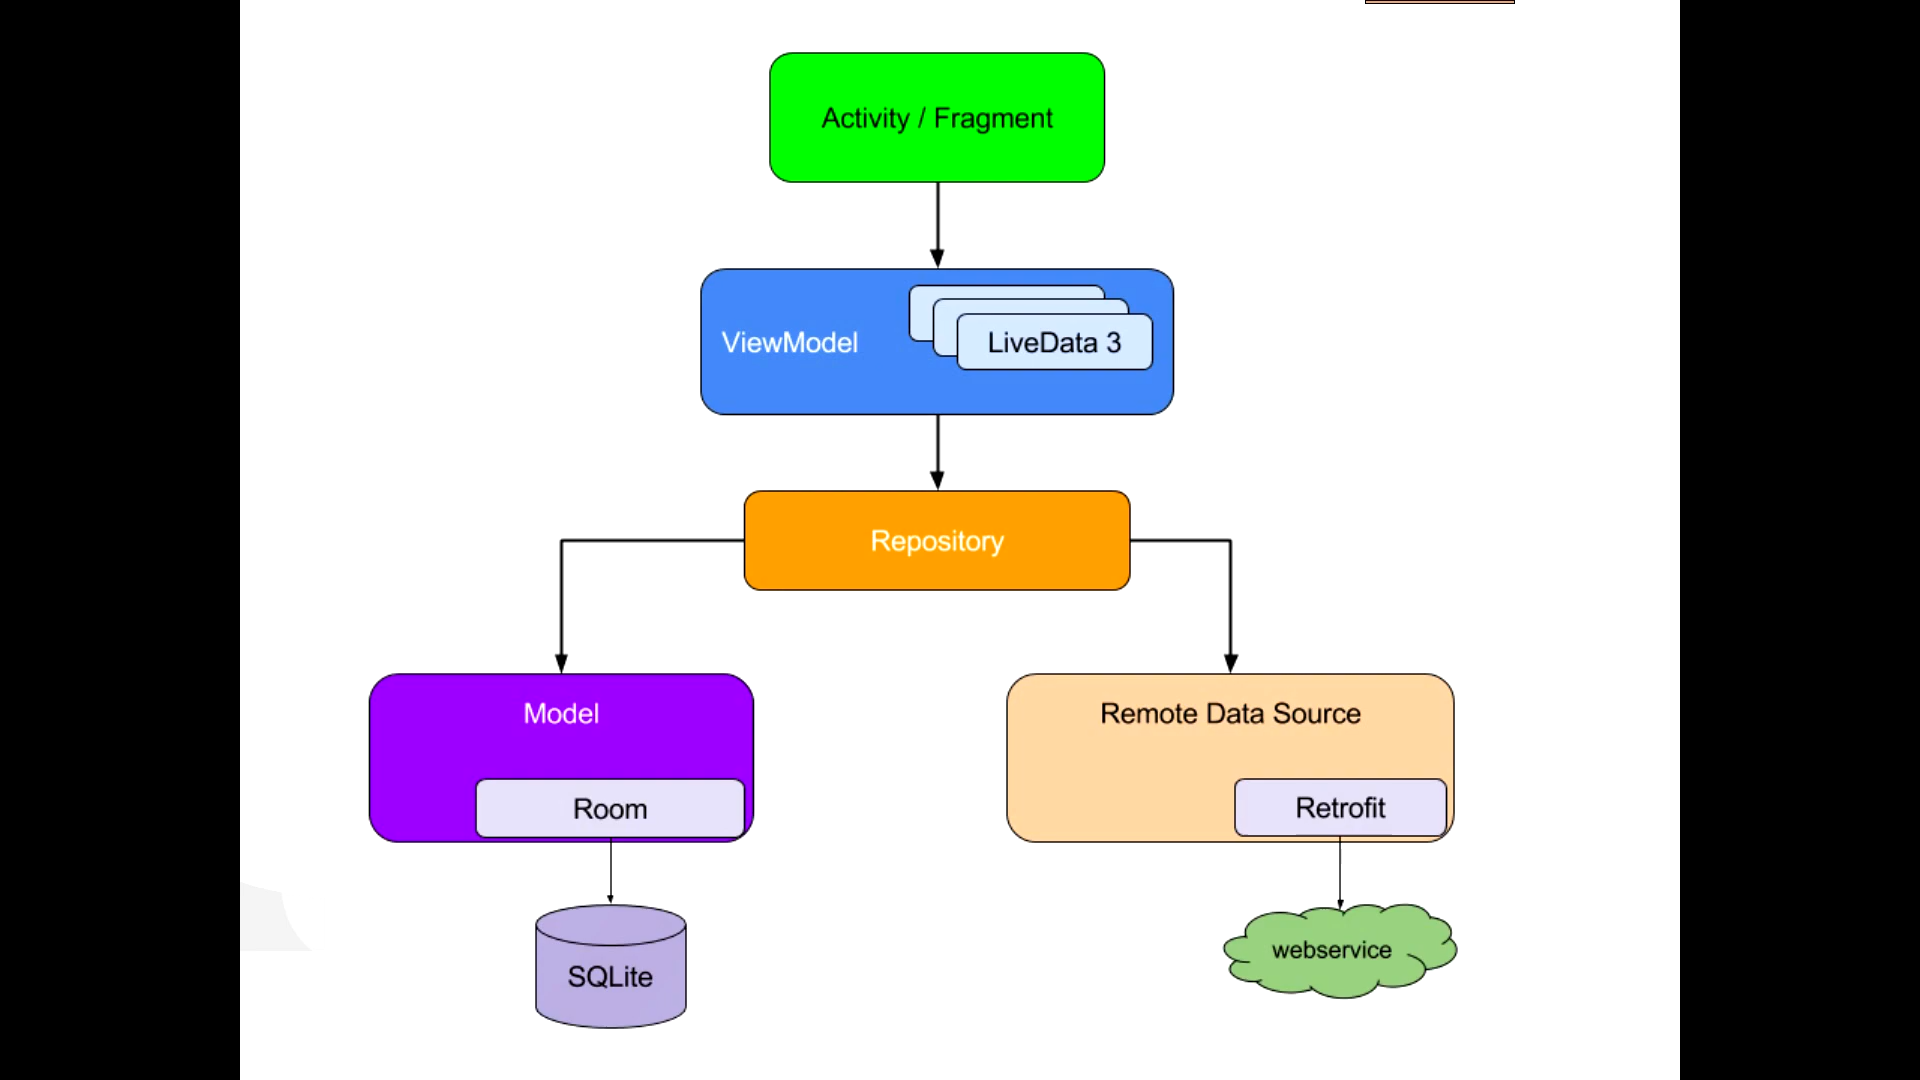 Activity / Fragment
ViewModel
LiveData 3
Repository
Model
Remote Data Source
Room
Retrofit
SQLite
webservice